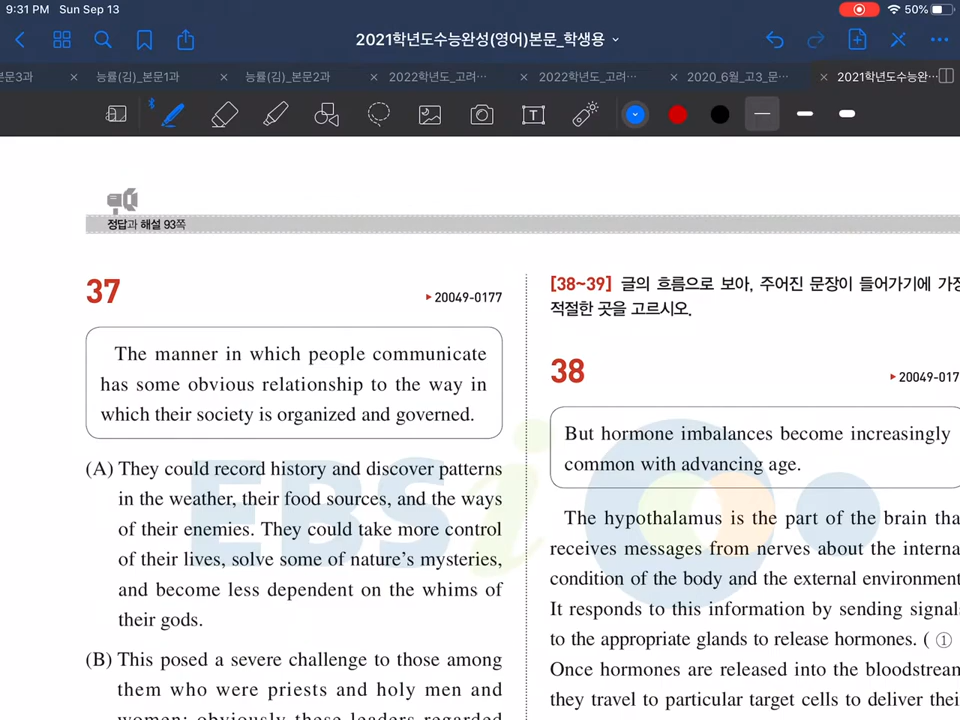 9:31 PM Sun Sep 13
50%
2021학년도수능완성(영어)본문_학생용
본문3과
능률(김)_본문1과
능률(김)_본문2과
2022학년도_고려…
2022학년도_고려…
2020_6월_고3_문…
2021학년도수능완…
정답과 해설 93쪽
37
20049-0177
The manner in which people communicate
has some obvious relationship to the way in
which their society is organized and governed.
(A) They could record history and discover patterns
in the weather, their food sources, and the ways
of their enemies. They could take more control
of their lives, solve some of nature's mysteries,
and become less dependent on the whims of
their gods.
(B) This posed a severe challenge to those among
them who were priests and holy men and
women; obviously these leaders regarded
[38~39] 글의 흐름으로 보아, 주어진 문장이 들어가기에 가장
적절한 곳을 고르시오.
38
20049-017
But hormone imbalances become increasingly
common with advancing age.
The hypothalamus is the part of the brain tha
receives messages from nerves about the interna
condition of the body and the external environment
It responds to this information by sending signals
to the appropriate glands to release hormones. ( ①
Once hormones are released into the bloodstream
they travel to particular target cells to deliver thei
EBSi